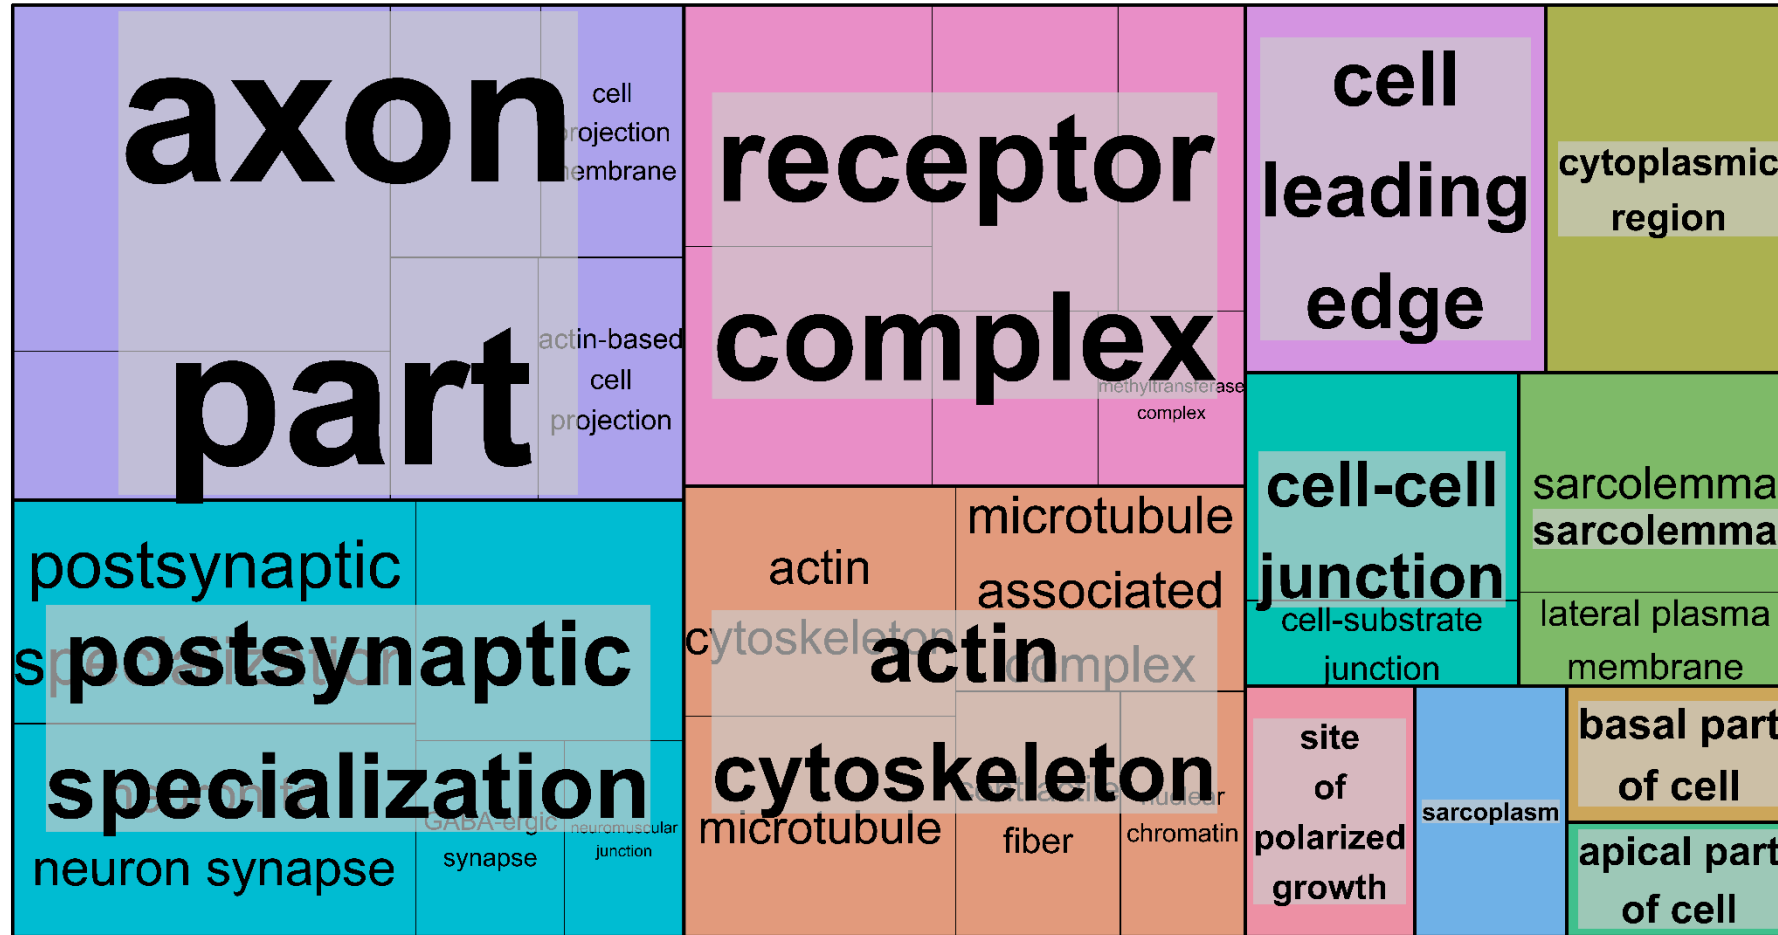 axon
part
cell
projection
membrane
actin-based
cell
projection
receptor
complex
methyltransferase
complex
cell
leading
edge
cytoplasmic
region
postsynaptic
specialization
postsynaptic
specialization
neuron synapse
GABA-ergic
synapse
neuromuscular
junction
actin
cytoskeleton
microtubule
associated
complex
actin
cytoskeleton
microtubule
contractile
fiber
nuclear
chromatin
cell-cell
junction
cell-substrate
junction
sarcolemma
sarcolemma
lateral plasma
membrane
site
of
polarized
growth
sarcoplasm
basal part
of cell
apical part
of cell